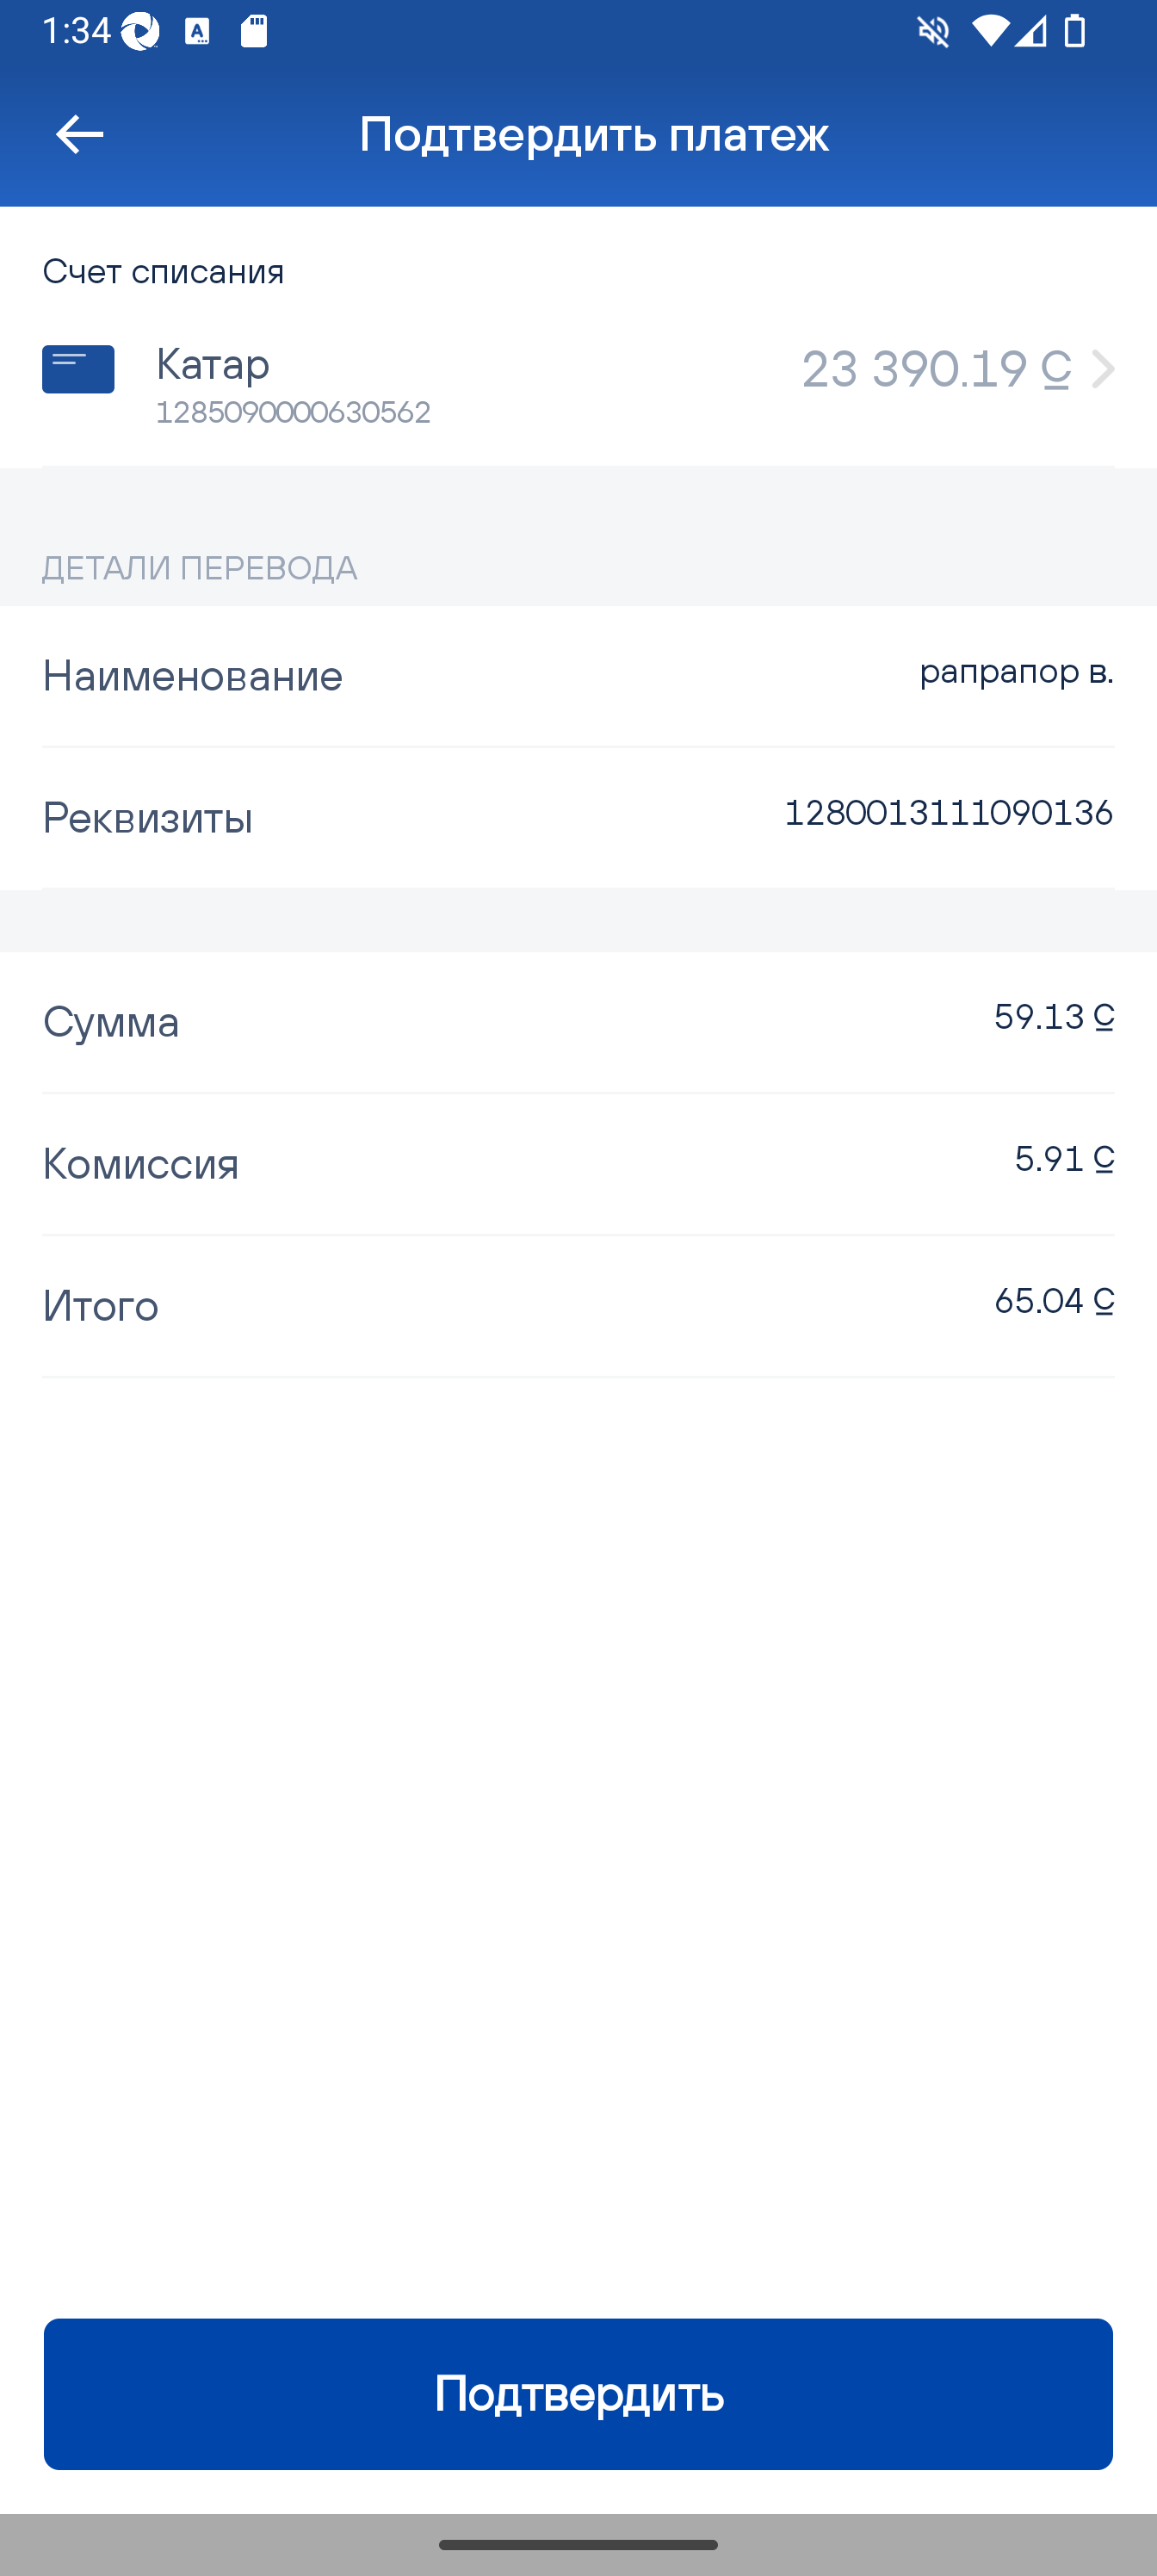 1:34
Подтвердить платеж
Счет списания
Катар
23 390.19 С
1285090000630562
ДЕТАЛИ ПЕРЕВОДА
Наименование
рапрапор в.
Реквизиты
1280013111090136
Сумма
59.13 С
Комиссия
5.91 С
Итого
65.04 С
Подтвердить